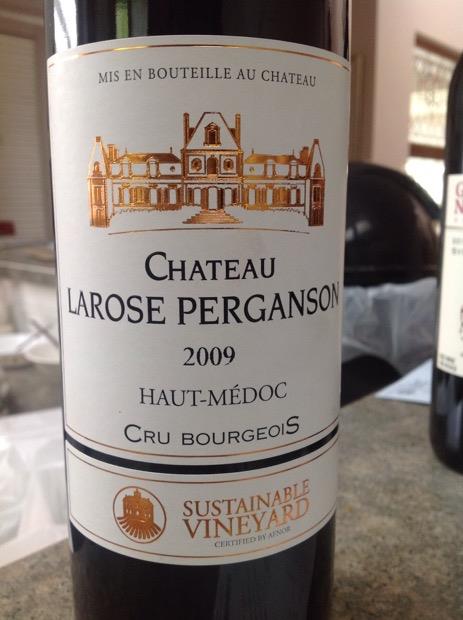 MIS EN BOUTEILLE AU CHATEAU
CHATEAU
LAROSE PERGANSON
2009
HAUT-MÉDOC
CRU BOURGEOIS
SUSTAINABLE
VINEYARD
CERTIFIED BY AFNOR